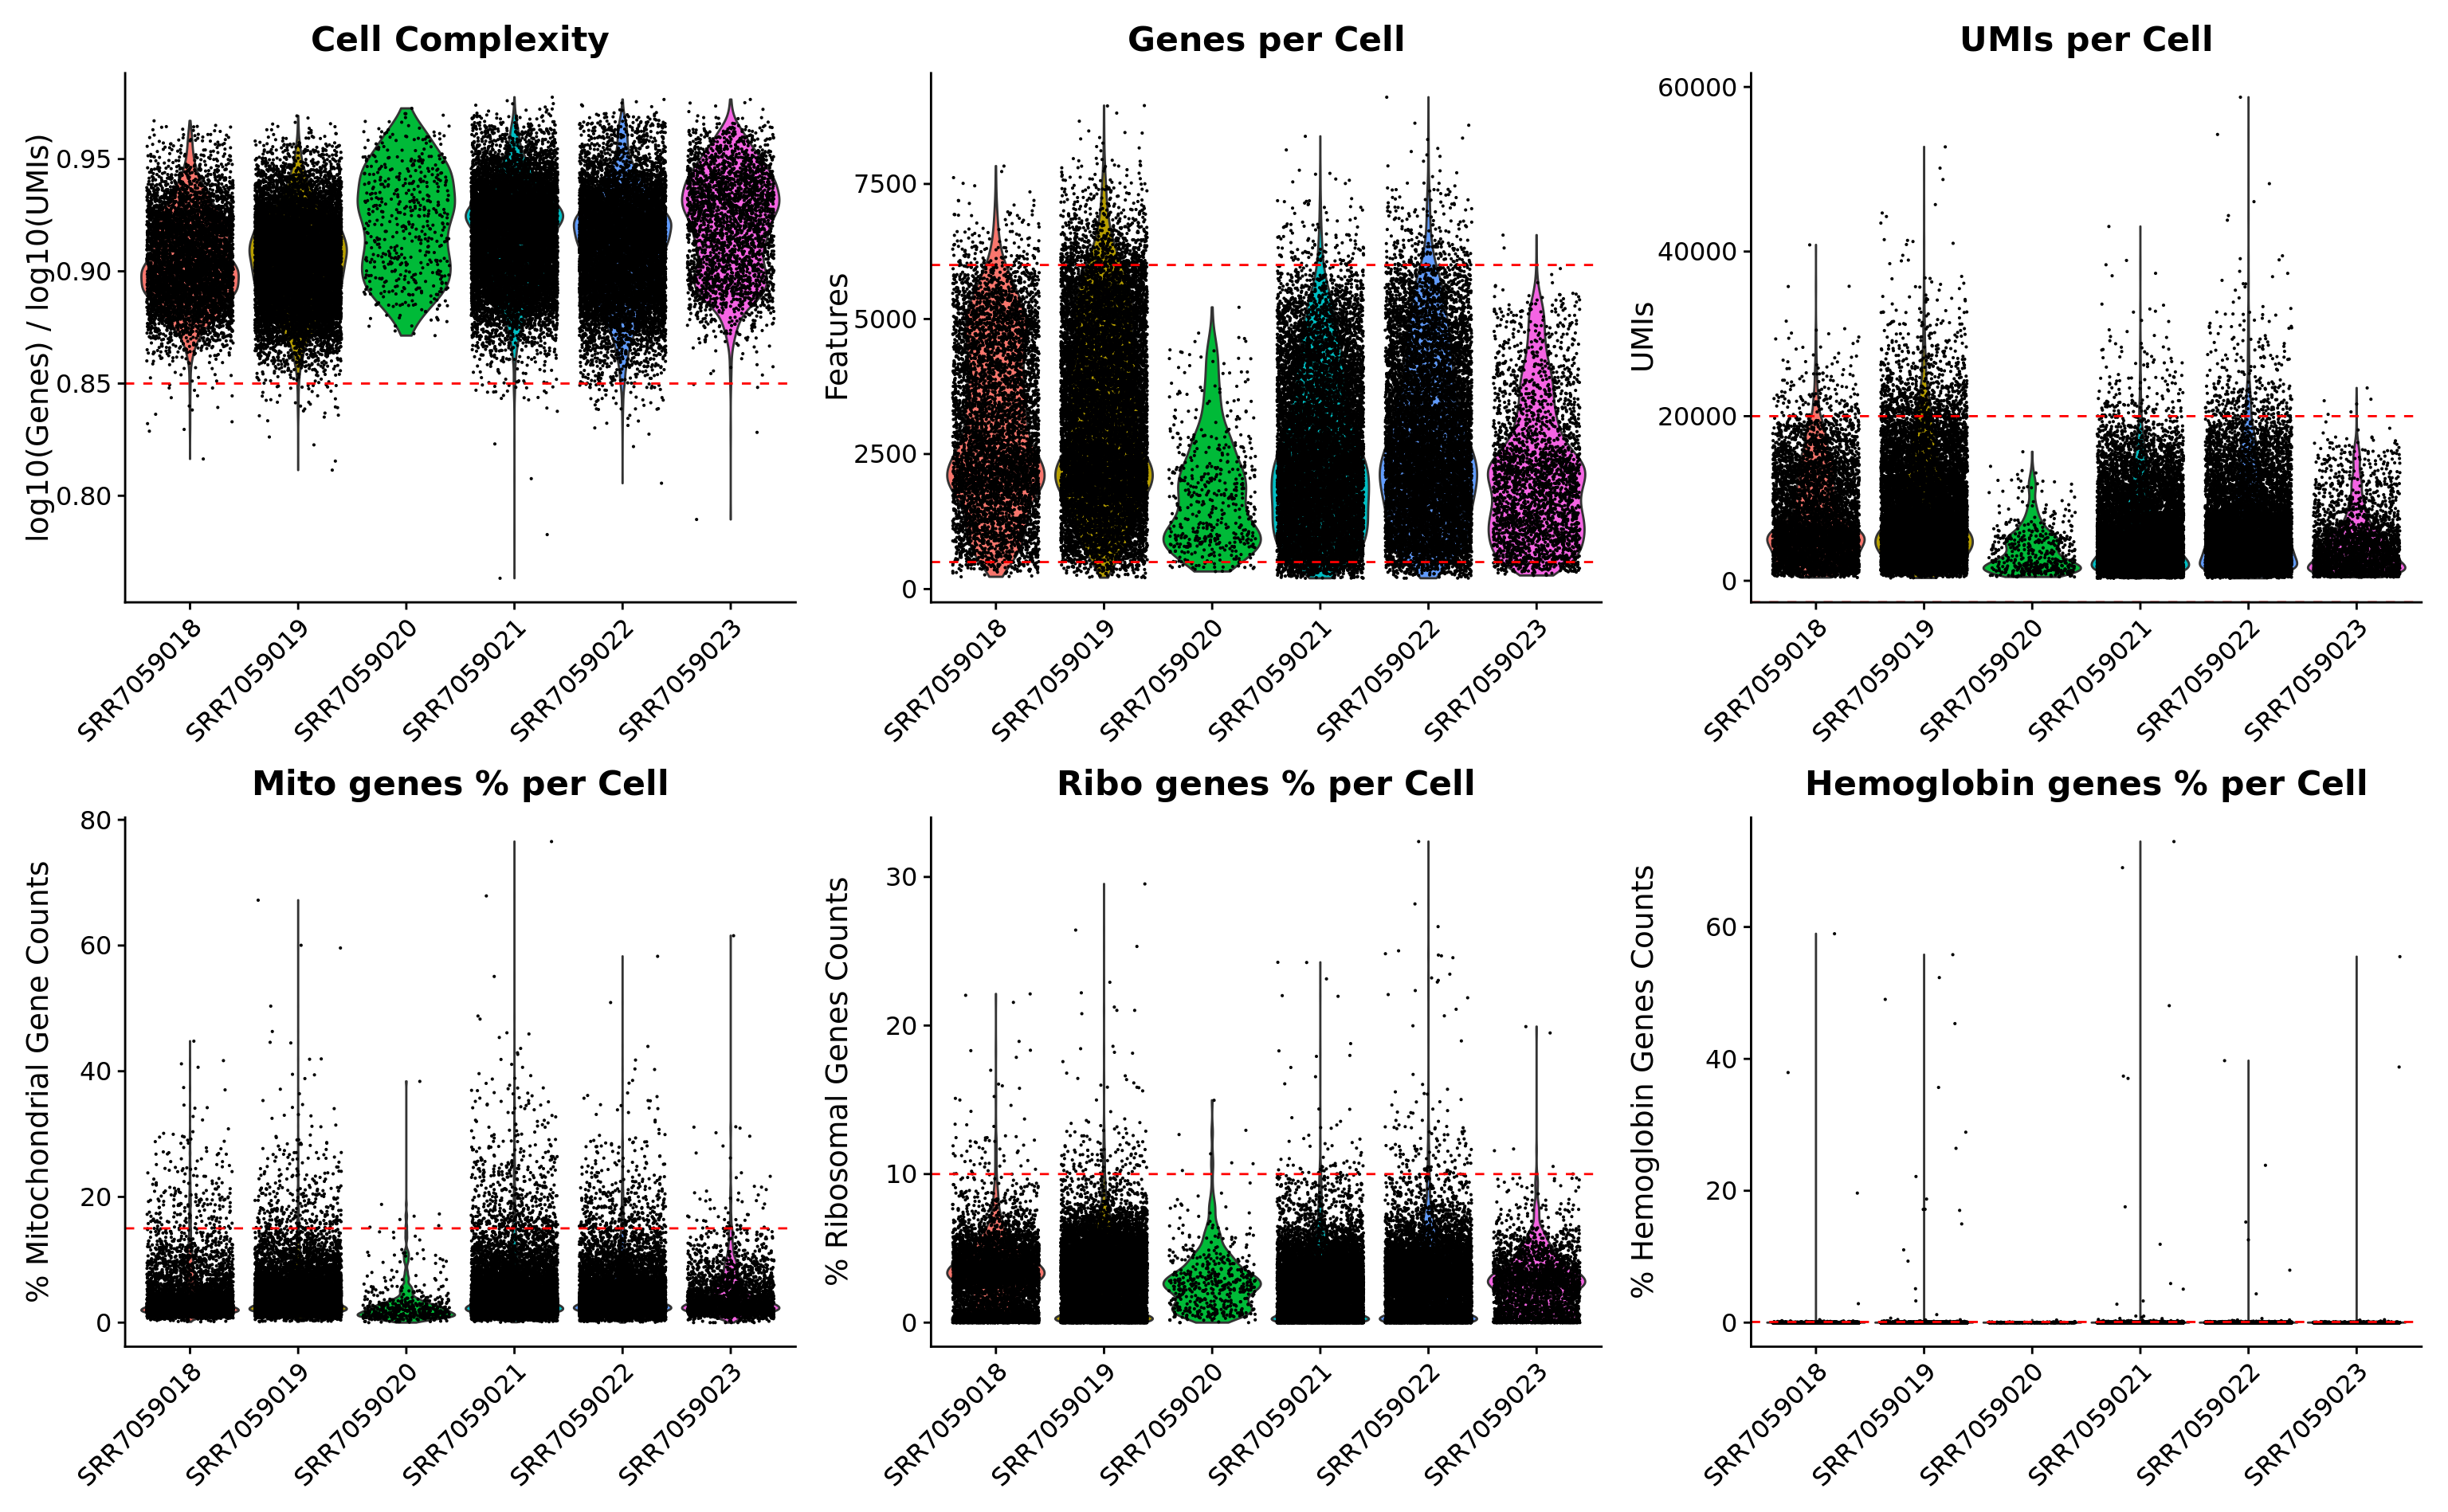 Cell Complexity
log10(Genes) / log10(UMIs)
0.95
0.90
0.85
0.80
SRR7059018
SRR7059019
SRR7059020
SRR7059021
SRR7059022
SRR7059023
Genes per Cell
Features
7500
5000
2500
0
SRR7059018
SRR7059019
SRR7059020
SRR7059021
SRR7059022
SRR7059023
UMIs per Cell
UMIs
60000
40000
20000
0
SRR7059018
SRR7059019
SRR7059020
SRR7059021
SRR7059022
SRR7059023
Mito genes % per Cell
% Mitochondrial Gene Counts
80
60
40
20
0
SRR7059018
SRR7059019
SRR7059020
SRR7059021
SRR7059022
SRR7059023
Ribo genes % per Cell
% Ribosomal Genes Counts
30
20
10
0
SRR7059018
SRR7059019
SRR7059020
SRR7059021
SRR7059022
SRR7059023
Hemoglobin genes % per Cell
% Hemoglobin Genes Counts
60
40
20
0
SRR7059018
SRR7059019
SRR7059020
SRR7059021
SRR7059022
SRR7059023